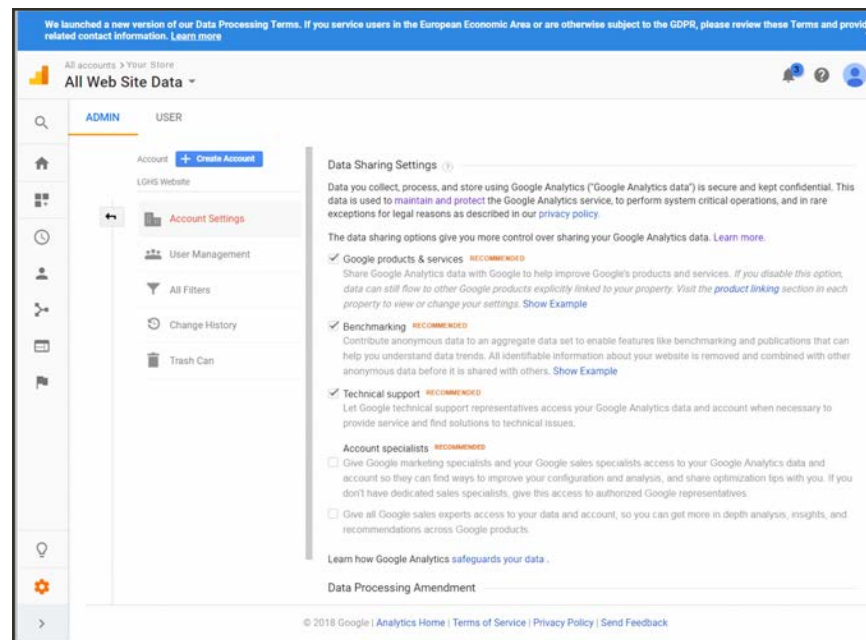 We launched a new version of our Data Processing Terms. If you service users in the European Economic Area or are otherwise subject to the GDPR, please review these Terms and provid
related contact information. Learn more
All accounts > Your Store
All Web Site Data
3
ADMIN
USER
Account
+ Create Account
LGHS Website
Account Settings
User Management
All Filters
Change History
Trash Can
Data Sharing Settings ?
Data you collect, process, and store using Google Analytics ("Google Analytics data") is secure and kept confidential. This
data is used to maintain and protect the Google Analytics service, to perform system critical operations, and in rare
exceptions for legal reasons as described in our privacy policy.
The data sharing options give you more control over sharing your Google Analytics data. Learn more.
Google products & services RECOMMENDED
Share Google Analytics data with Google to help improve Google's products and services. If you disable this option,
data can still flow to other Google products explicitly linked to your property. Visit the product linking section in each
property to view or change your settings. Show Example
Benchmarking RECOMMENDED
Contribute anonymous data to an aggregate data set to enable features like benchmarking and publications that can
help you understand data trends. All identifiable information about your website is removed and combined with other
anonymous data before it is shared with others. Show Example
Technical support RECOMMENDED
Let Google technical support representatives access your Google Analytics data and account when necessary to
provide service and find solutions to technical issues.
Account specialists RECOMMENDED
Give Google marketing specialists and your Google sales specialists access to your Google Analytics data and
account so they can find ways to improve your configuration and analysis, and share optimization tips with you. If you
don't have dedicated sales specialists, give this access to authorized Google representatives.
Give all Google sales experts access to your data and account, so you can get more in depth analysis, insights, and
recommendations across Google products.
Learn how Google Analytics safeguards your data .
Data Processing Amendment
© 2018 Google | Analytics Home | Terms of Service | Privacy Policy | Send Feedback